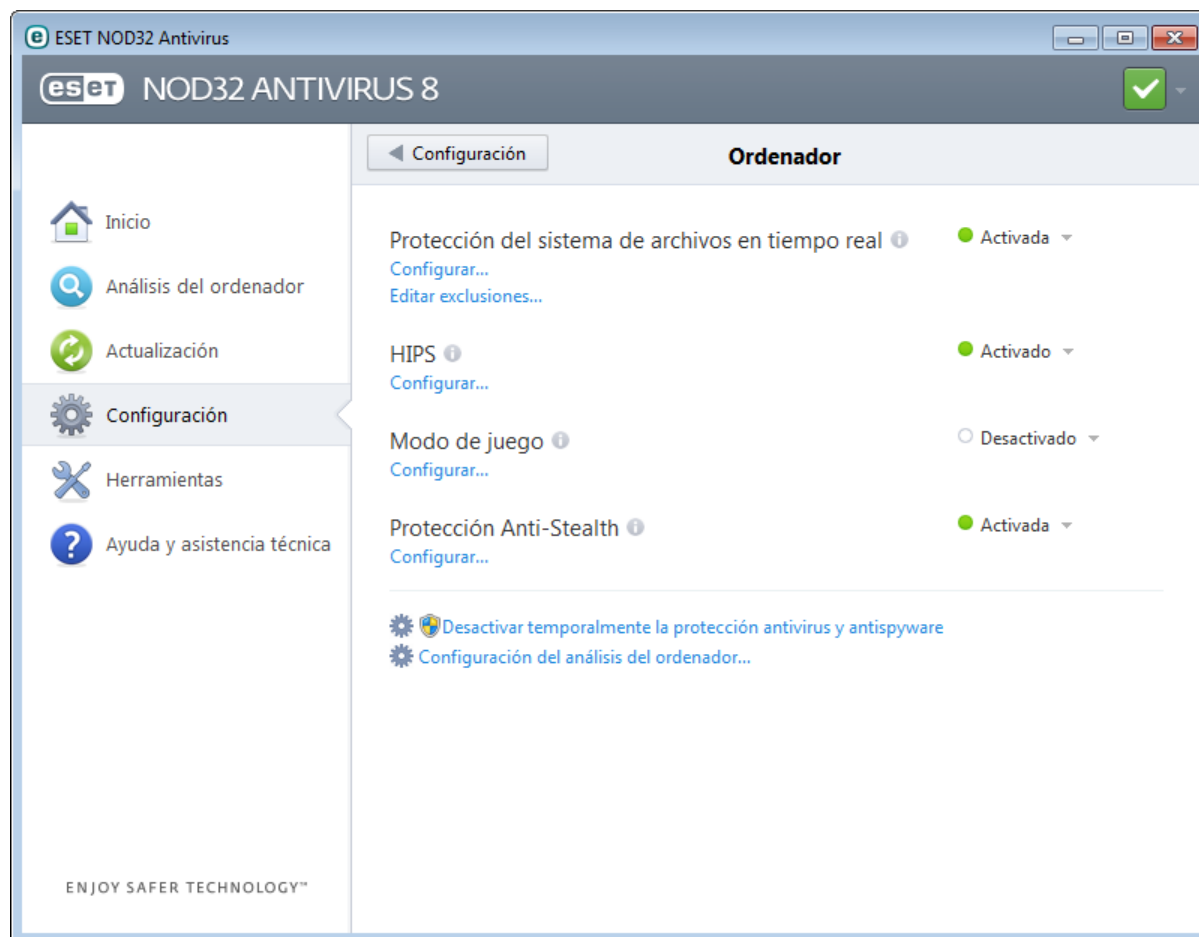 ESET NOD32 Antivirus
eset NOD32 ANTIVIRUS 8
Configuración
Ordenador
Inicio
Análisis del ordenador
Actualización
Configuración
Herramientas
Ayuda y asistencia técnica
Protección del sistema de archivos en tiempo real
Activada
Configurar...
Editar exclusiones...
HIPS
Activado
Configurar...
Modo de juego
Desactivado
Configurar...
Protección Anti-Stealth
Activada
Configurar...
Desactivar temporalmente la protección antivirus y antispyware
Configuración del análisis del ordenador...
ENJOY SAFER TECHNOLOGY™